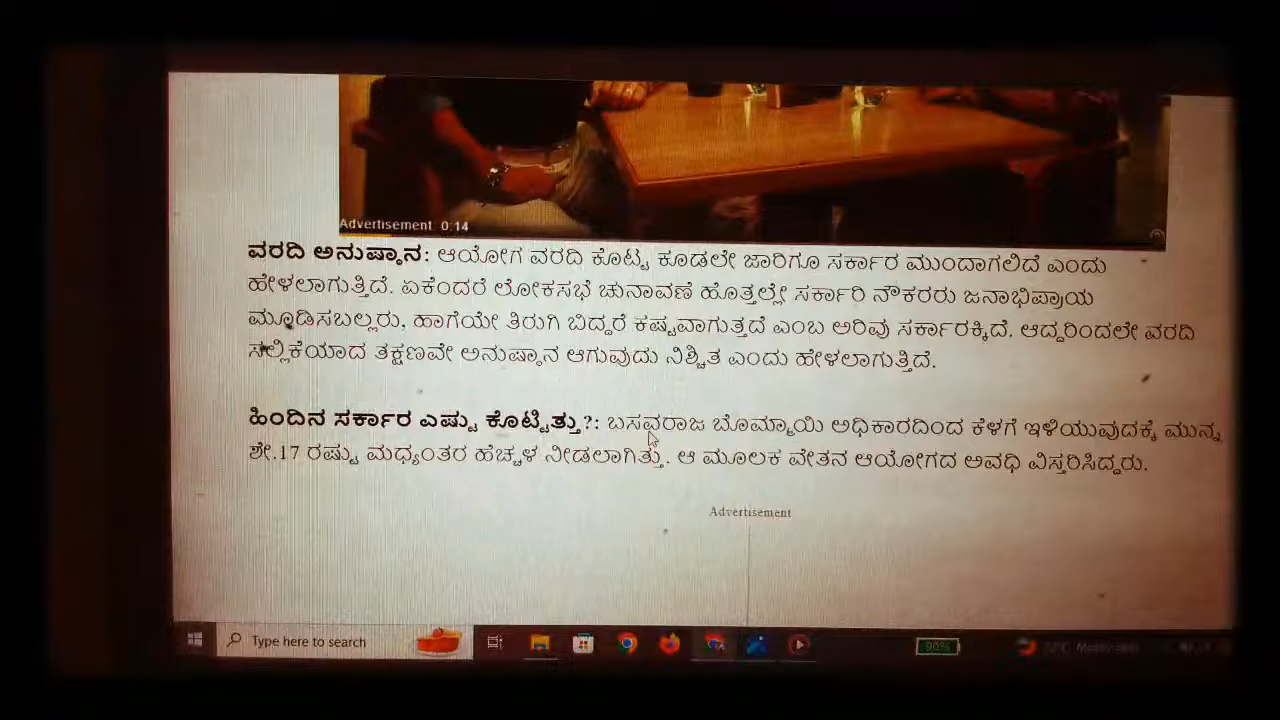 Advertisement 0:14
ವರದಿ ಅನುಷ್ಠಾನ: ಆಯೋಗ ವರದಿ ಕೊಟ್ಟ ಕೂಡಲೇ ಜಾರಿಗೂ ಸರ್ಕಾರ ಮುಂದಾಗಲಿದೆ ಎಂದು
ಹೇಳಲಾಗುತ್ತಿದೆ. ಏಕೆಂದರೆ ಲೋಕಸಭೆ ಚುನಾವಣೆ ಹೊತ್ತಲ್ಲೇ ಸರ್ಕಾರಿ ನೌಕರರು ಜನಾಭಿಪ್ರಾಯ
ಮೂಡಿಸಬಲ್ಲರು, ಹಾಗೆಯೇ ತಿರುಗಿ ಬಿದ್ದರೆ ಕಷ್ಟವಾಗುತ್ತದೆ ಎಂಬ ಅರಿವು ಸರ್ಕಾರಕ್ಕಿದೆ. ಆದ್ದರಿಂದಲೇ ವರದಿ
ಸಲ್ಲಿಕೆಯಾದ ತಕ್ಷಣವೇ ಅನುಷ್ಠಾನ ಆಗುವುದು ನಿಶ್ಚಿತ ಎಂದು ಹೇಳಲಾಗುತ್ತಿದೆ.
ಹಿಂದಿನ ಸರ್ಕಾರ ಎಷ್ಟು ಕೊಟ್ಟಿತ್ತು?: ಬಸವರಾಜ ಬೊಮ್ಮಾಯಿ ಅಧಿಕಾರದಿಂದ ಕೆಳಗೆ ಇಳಿಯುವುದಕ್ಕೆ ಮುನ್ನ
ಶೇ.17 ರಷ್ಟು ಮಧ್ಯಂತರ ಹೆಚ್ಚಳ ನೀಡಲಾಗಿತ್ತು. ಆ ಮೂಲಕ ವೇತನ ಆಯೋಗದ ಅವಧಿ ವಿಸ್ತರಿಸಿದ್ದರು.
Advertisement
Type here to search
90%